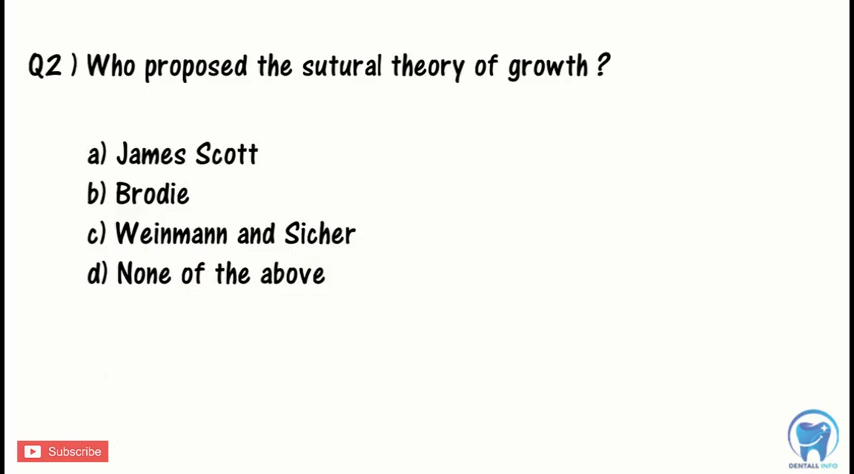 Q2 ) Who proposed the sutural theory of growth ?
a) James Scott
b) Brodie
c) Weinmann and Sicher
d) None of the above
Subscribe
DENTALL INFO